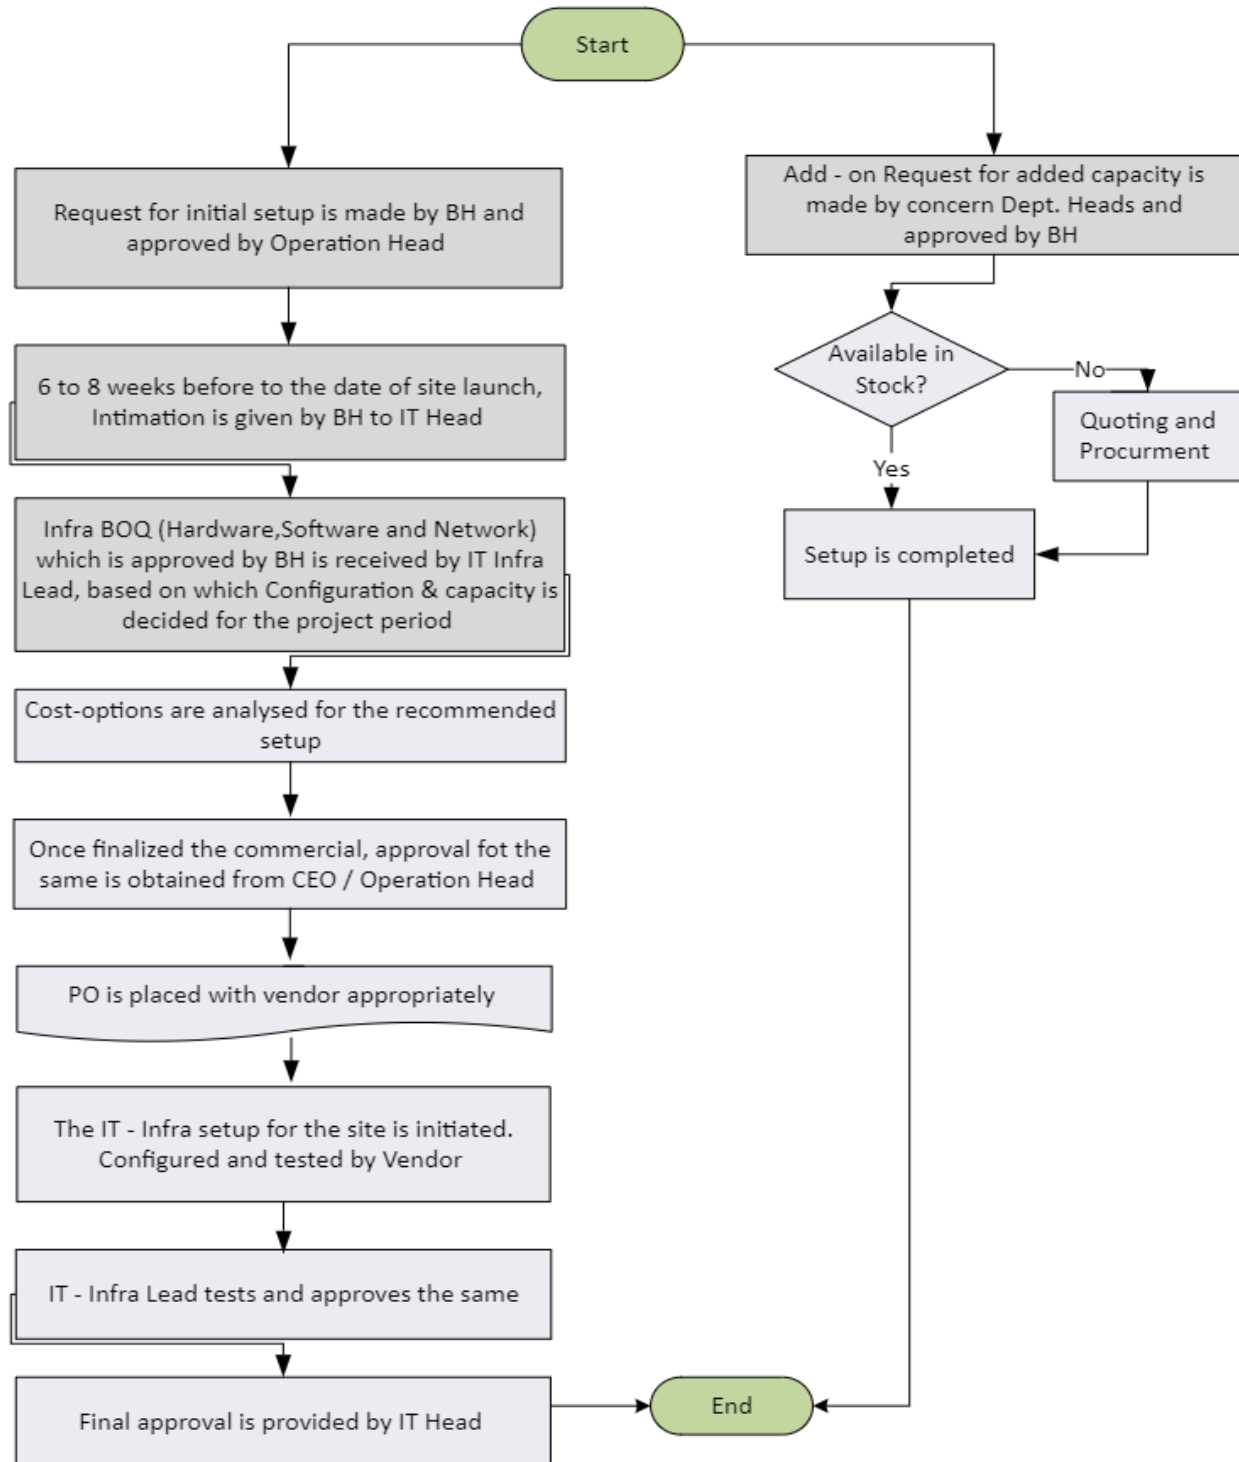 Start
Request for initial setup is made by BH and
approved by Operation Head
6 to 8 weeks before to the date of site launch,
Intimation is given by BH to IT Head
Infra BOQ (Hardware,Software and Network)
which is approved by BH is received by IT Infra
Lead, based on which Configuration & capacity is
decided for the project period
Cost-options are analysed for the recommended
setup
Once finalized the commercial, approval fot the
same is obtained from CEO / Operation Head
PO is placed with vendor appropriately
The IT - Infra setup for the site is initiated.
Configured and tested by Vendor
IT - Infra Lead tests and approves the same
Final approval is provided by IT Head
Add - on Request for added capacity is
made by concern Dept. Heads and
approved by BH
Available in
Stock?
No
Quoting and
Procurment
Yes
Setup is completed
End